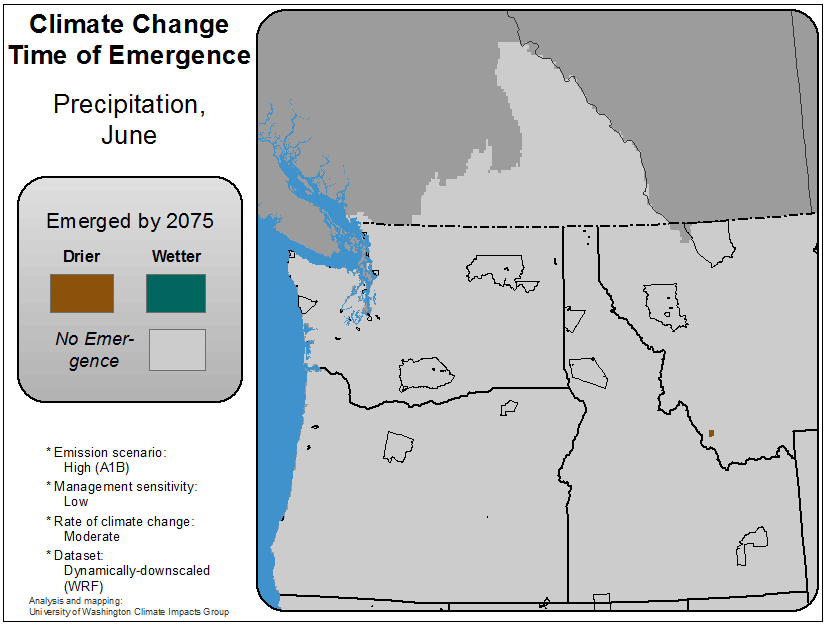 Climate Change
Time of Emergence
Precipitation,
June
Emerged by 2075
Drier Wetter
No Emer-
gence
* Emission scenario:
High (A1B)
* Management sensitivity:
Low
* Rate of climate change:
Moderate
* Dataset:
Dynamically-downscaled
(WRF)
Analysis and mapping:
University of Washington Climate Impacts Group